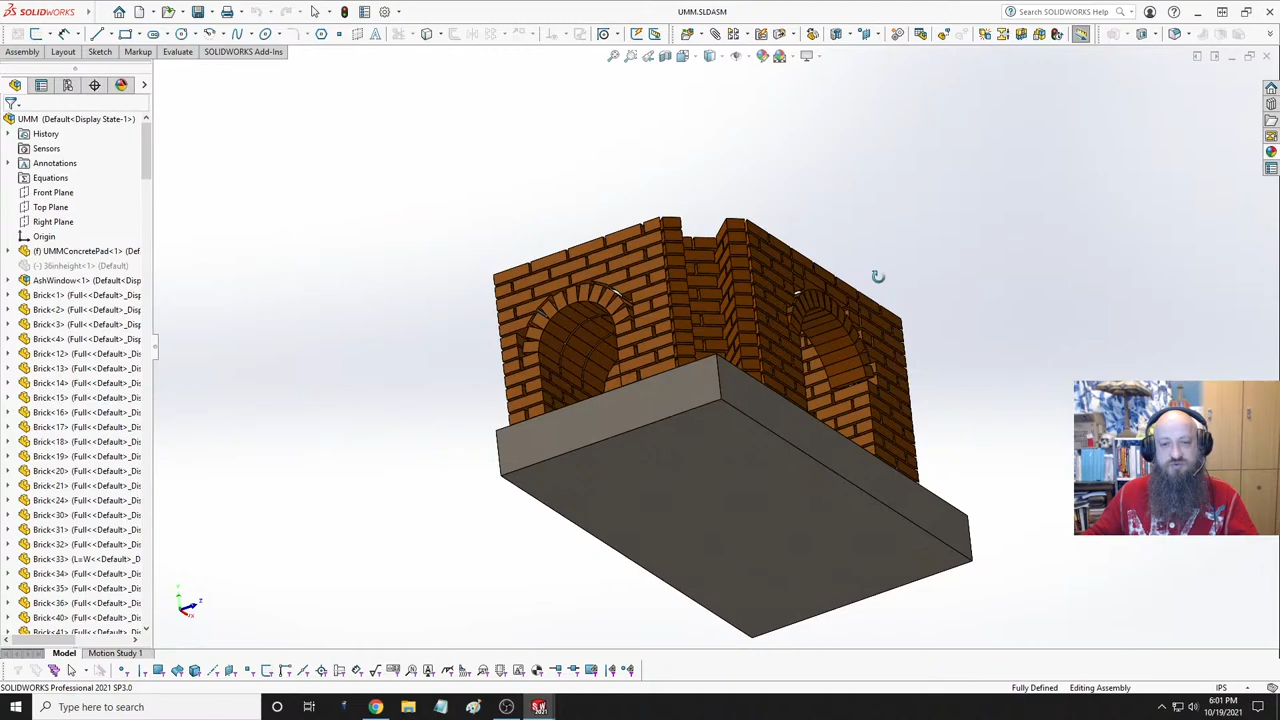 SOLIDWORKS
UMM.SLDASM
Search SOLIDWORKS Help
Assembly
Layout
Sketch
Markup
Evaluate
SOLIDWORKS Add-Ins
UMM (Default<Display State-1>)
History
Sensors
Annotations
Equations
Front Plane
Top Plane
Right Plane
Origin
(f) UMMConcretePad<1> (Def
(-) 36inheight<1> (Default)
AshWindow<1> (Default<Def
Brick<1> (Full<<Default>_Disp
Brick<2> (Full<<Default>_Disp
Brick<3> (Full<<Default>_Disp
Brick<4> (Full<<Default>_Disp
Brick<12> (Full<<Default>_Dis
Brick<13> (Full<<Default>_Dis
Brick<14> (Full<<Default>_Dis
Brick<15> (Full<<Default>_Dis
Brick<16> (Full<<Default>_Dis
Brick<17> (Full<<Default>_Dis
Brick<18> (Full<<Default>_Dis
Brick<19> (Full<<Default>_Dis
Brick<20> (Full<<Default>_Dis
Brick<21> (Full<<Default>_Dis
Brick<24> (Full<<Default>_Dis
Brick<30> (Full<<Default>_Dis
Brick<31> (Full<<Default>_Dis
Brick<32> (Full<<Default>_Dis
Brick<33> (L=W<<Default>_D
Brick<34> (Full<<Default>_Dis
Brick<35> (Full<<Default>_Dis
Brick<36> (Full<<Default>_Dis
Brick<40> (Full<<Default>_Dis
Brick<41> (Full<<Default>_Dis
Model
Motion Study 1
SOLIDWORKS Professional 2021 SP3.0
Fully Defined
Editing Assembly
IPS
Type here to search
6:01 PM
10/19/2021